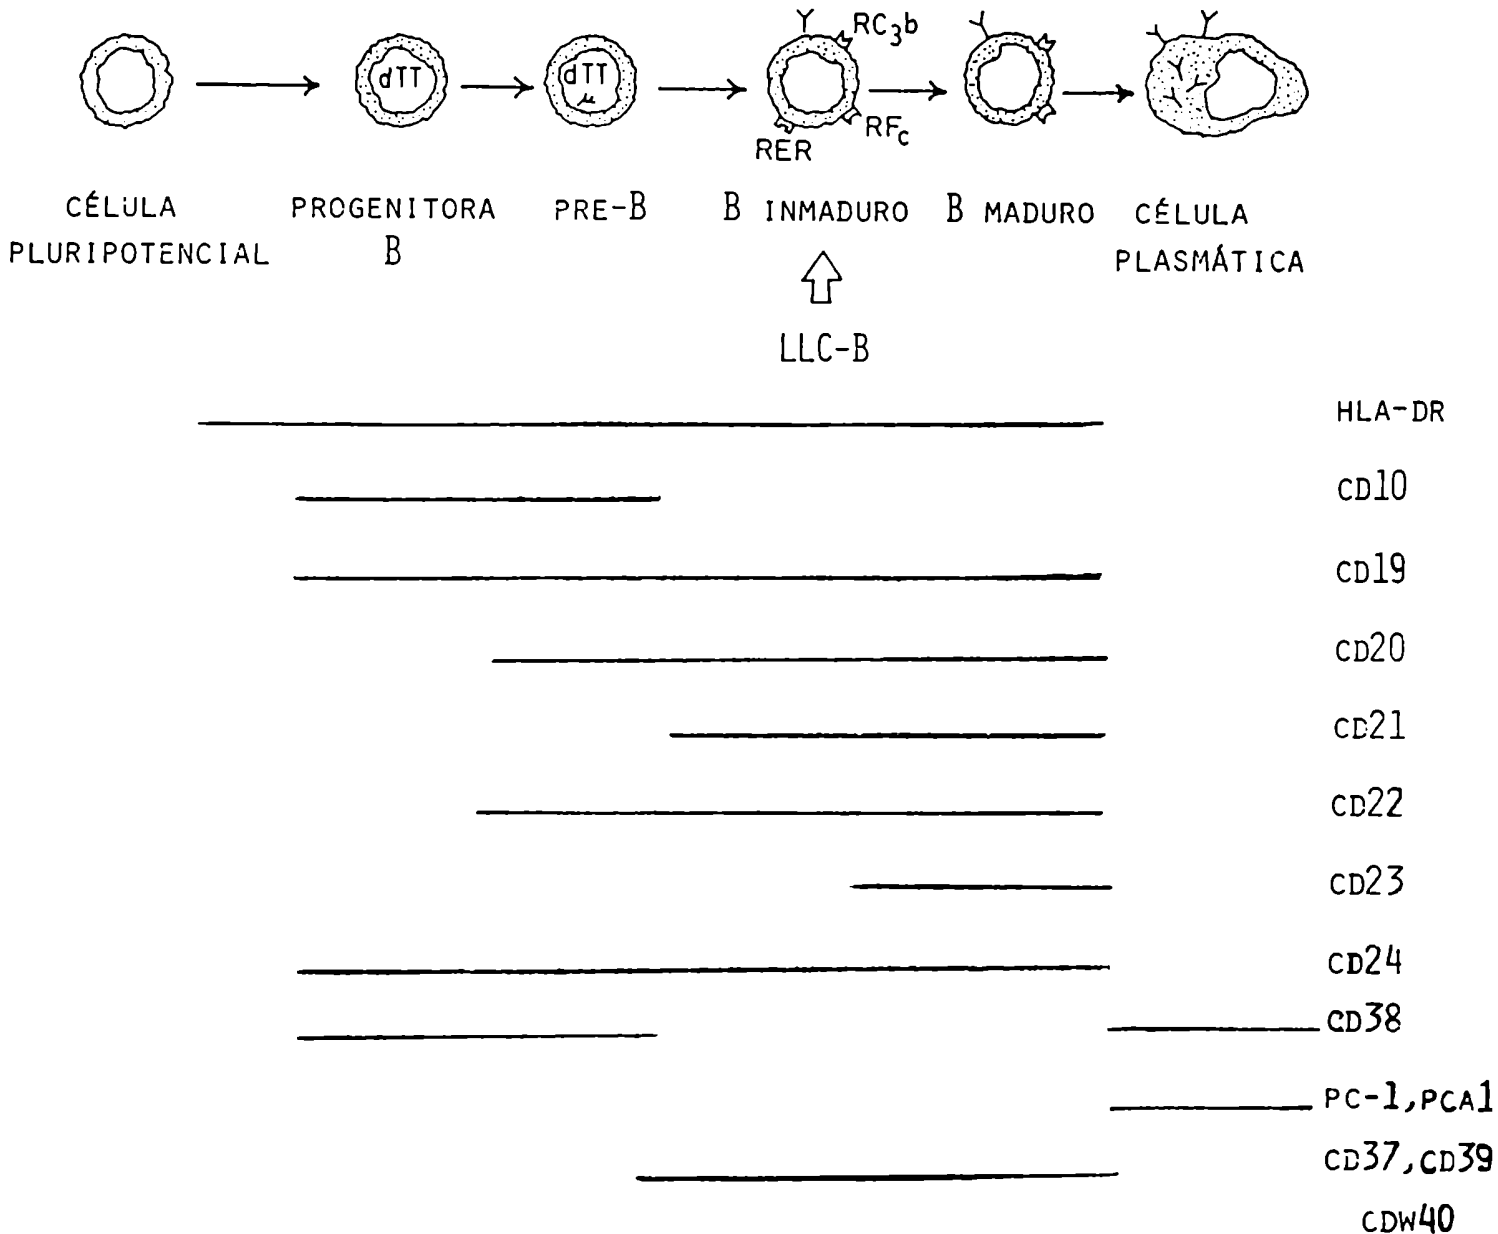 dTT
dTT
μ
RC3b
RFc
RER
CÉLULA
PLURIPOTENCIAL
PROGENITORA
B
PRE-B
B INMADURO
B MADURO
CÉLULA
PLASMÁTICA
LLC-B
HLA-DR
CD10
CD19
CD20
CD21
CD22
CD23
CD24
CD38
PC-1,PCA1
CD37,CD39
CDW40